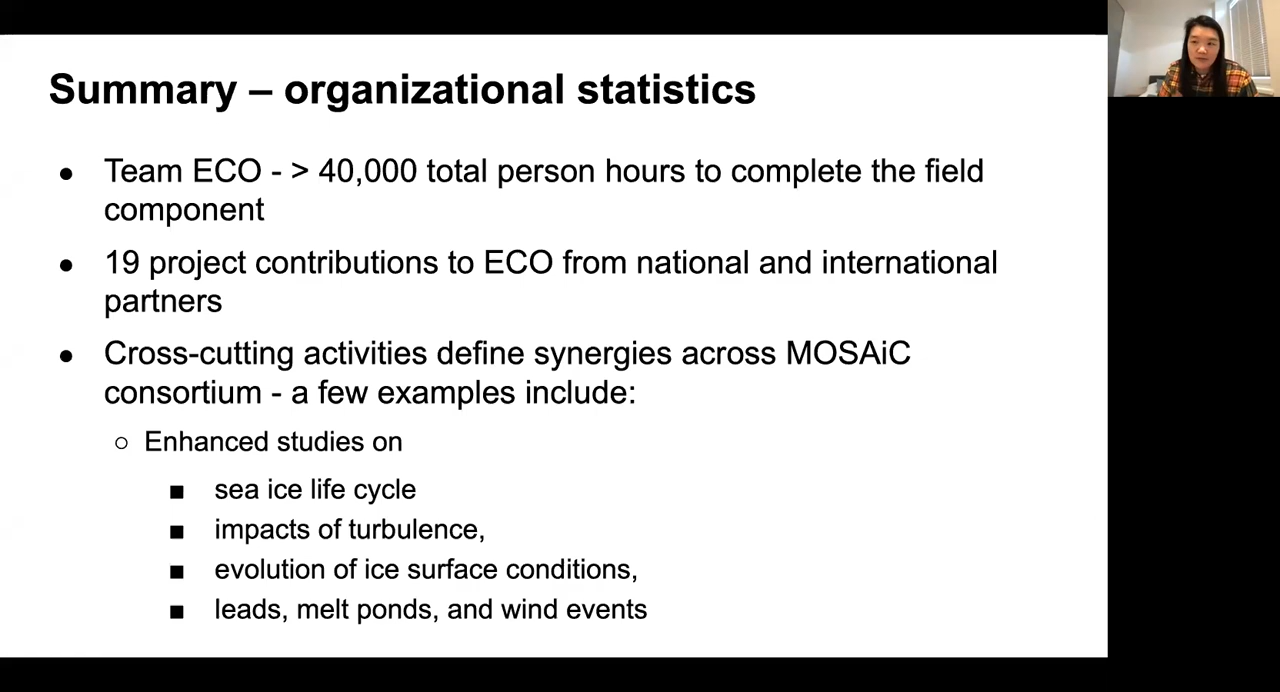 Summary – organizational statistics
● Team ECO - > 40,000 total person hours to complete the field
component
● 19 project contributions to ECO from national and international
partners
● Cross-cutting activities define synergies across MOSAiC
consortium - a few examples include:
○ Enhanced studies on
■ sea ice life cycle
■ impacts of turbulence,
■ evolution of ice surface conditions,
■ leads, melt ponds, and wind events